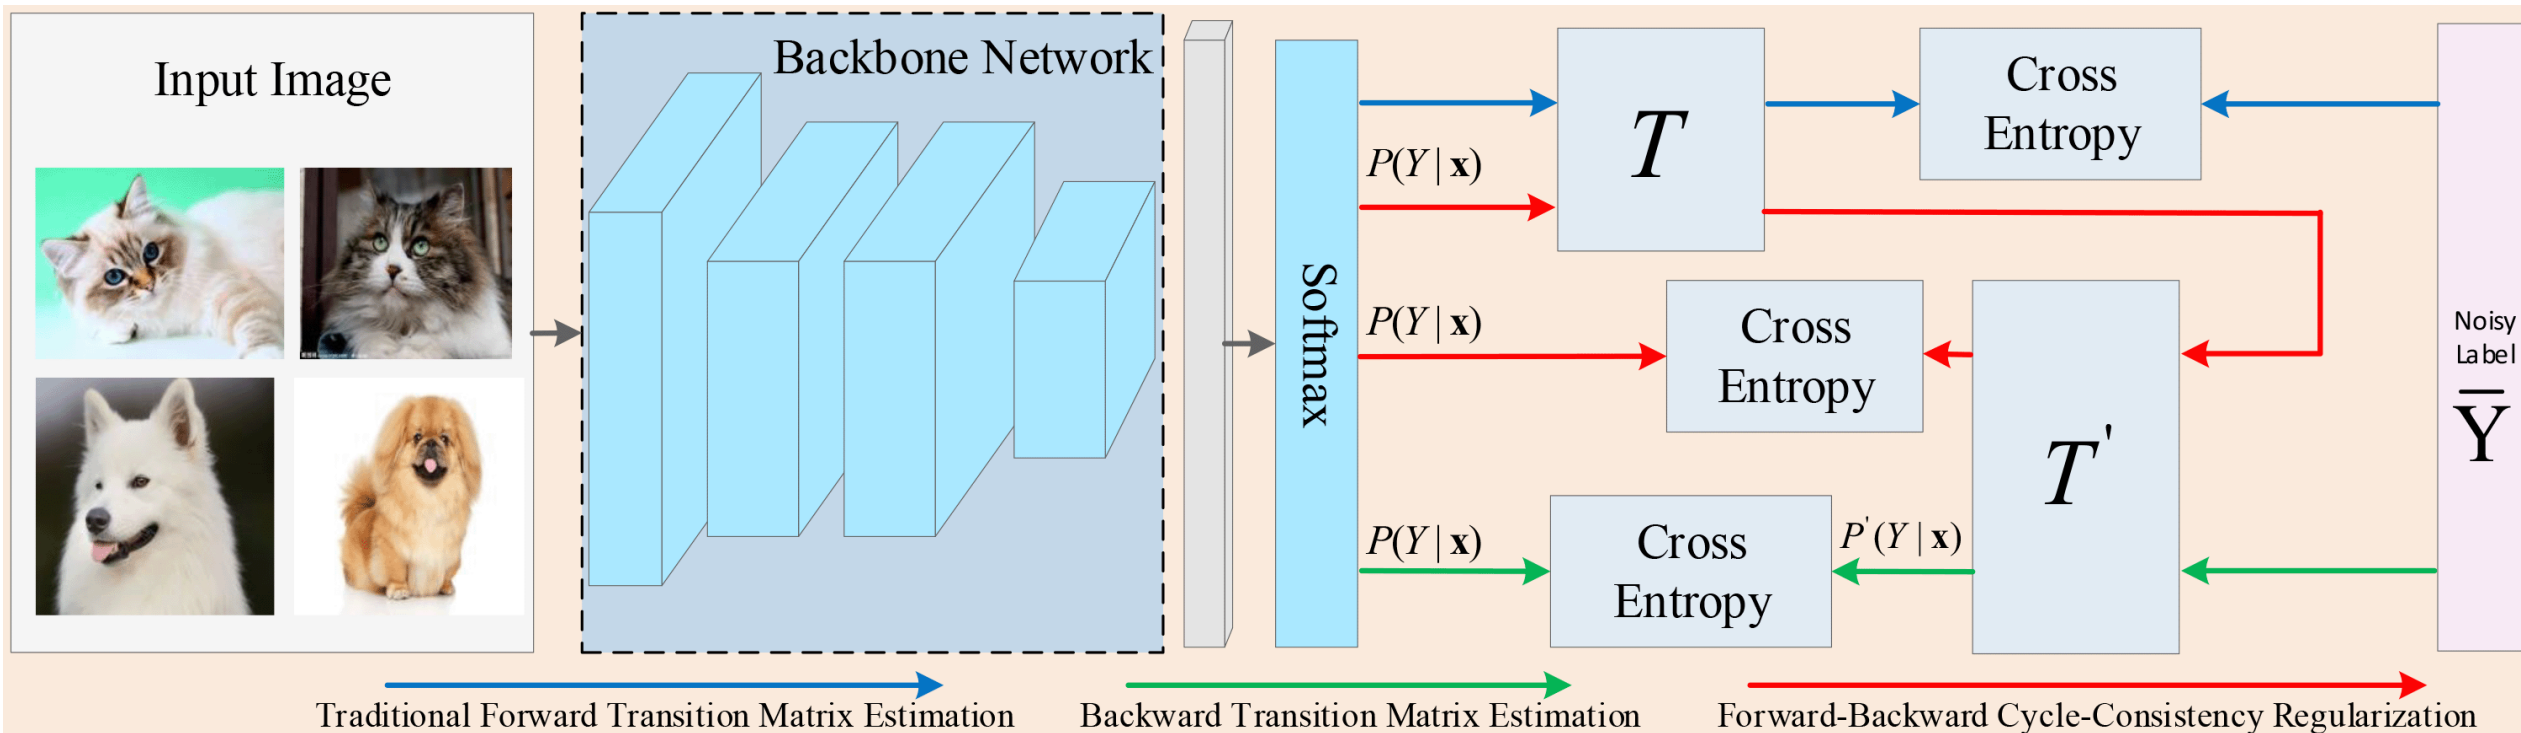 Input Image
Backbone Network
Softmax
P(Y | x)
T
Cross
Entropy
P(Y | x)
Cross
Entropy
T'
P(Y | x)
Cross
Entropy
P'(Y | x)
Noisy
Label
Y̅
Traditional Forward Transition Matrix Estimation
Backward Transition Matrix Estimation
Forward-Backward Cycle-Consistency Regularization